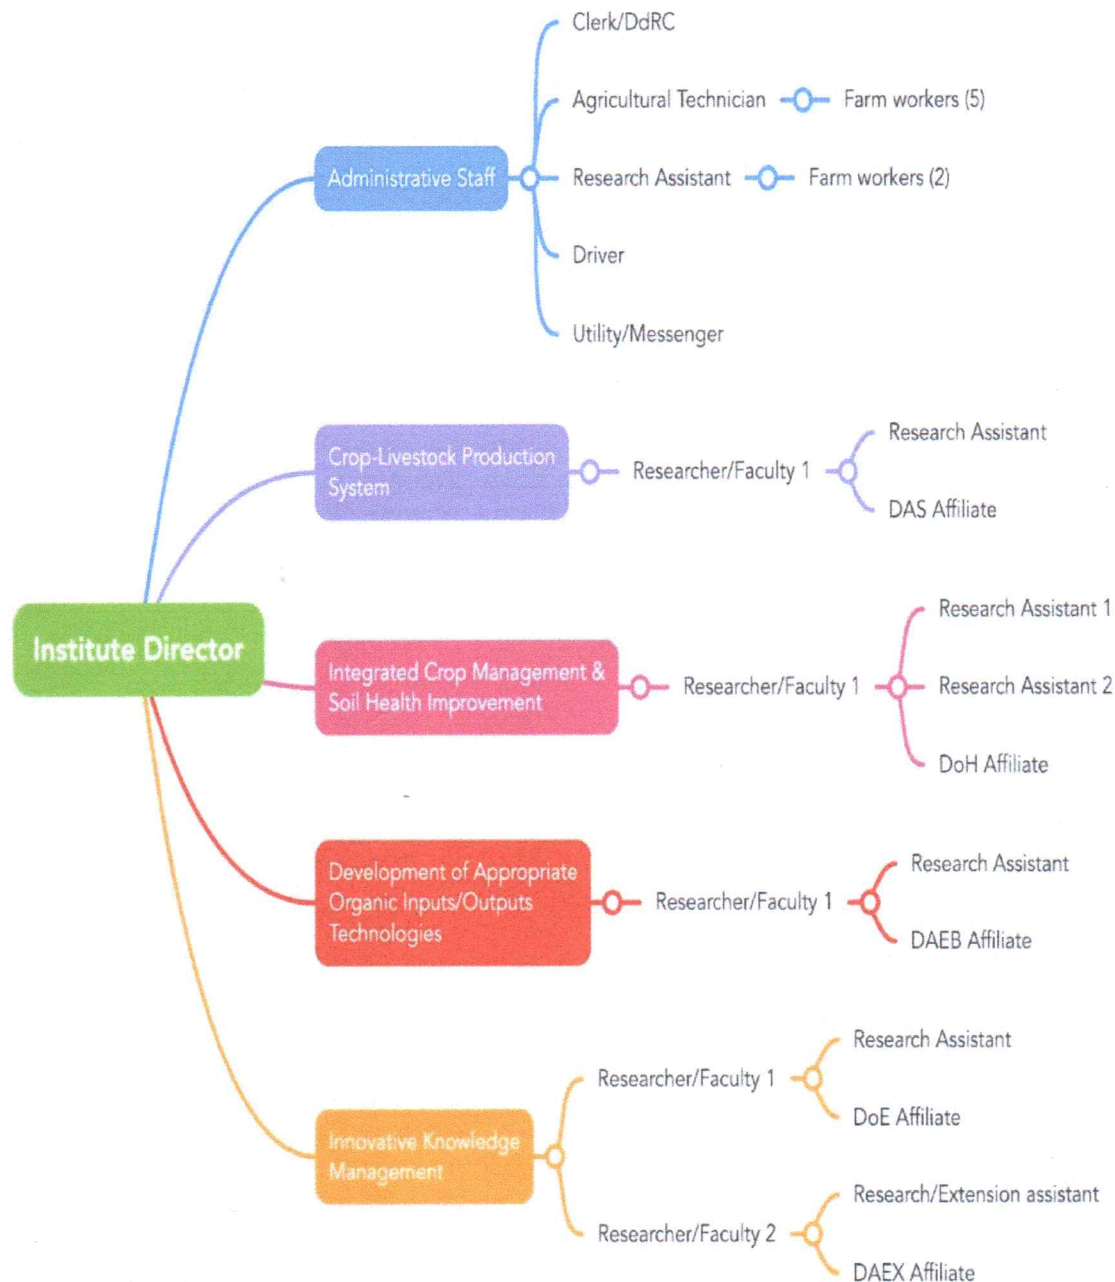 Clerk/DdRC
Agricultural Technician
Farm workers (5)
Administrative Staff
Research Assistant
Farm workers (2)
Driver
Utility/Messenger
Crop-Livestock Production
System
Researcher/Faculty 1
Research Assistant
DAS Affiliate
Institute Director
Integrated Crop Management &
Soil Health Improvement
Researcher/Faculty 1
Research Assistant 1
Research Assistant 2
DoH Affiliate
Development of Appropriate
Organic Inputs/Outputs
Technologies
Researcher/Faculty 1
Research Assistant
DAEB Affiliate
Innovative Knowledge
Management
Researcher/Faculty 1
Research Assistant
DoE Affiliate
Researcher/Faculty 2
Research/Extension assistant
DAEX Affiliate